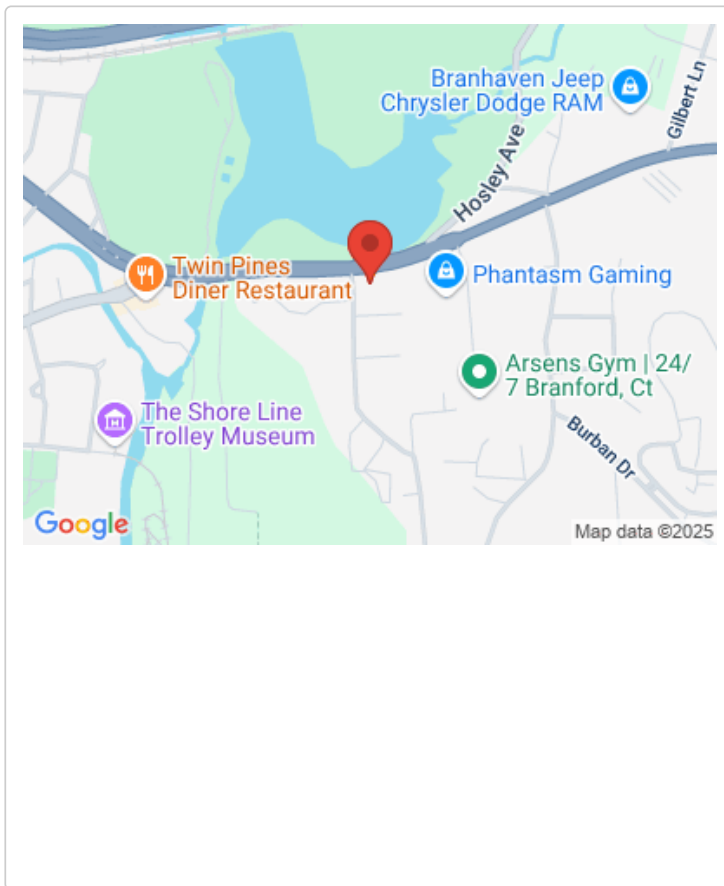 Branhaven Jeep
Chrysler Dodge RAM
Gilbert Ln
Hosley Ave
Twin Pines
Diner Restaurant
Phantasm Gaming
Arsens Gym | 24/
7 Branford, Ct
The Shore Line
Trolley Museum
Burban Dr
Google
Map data ©2025